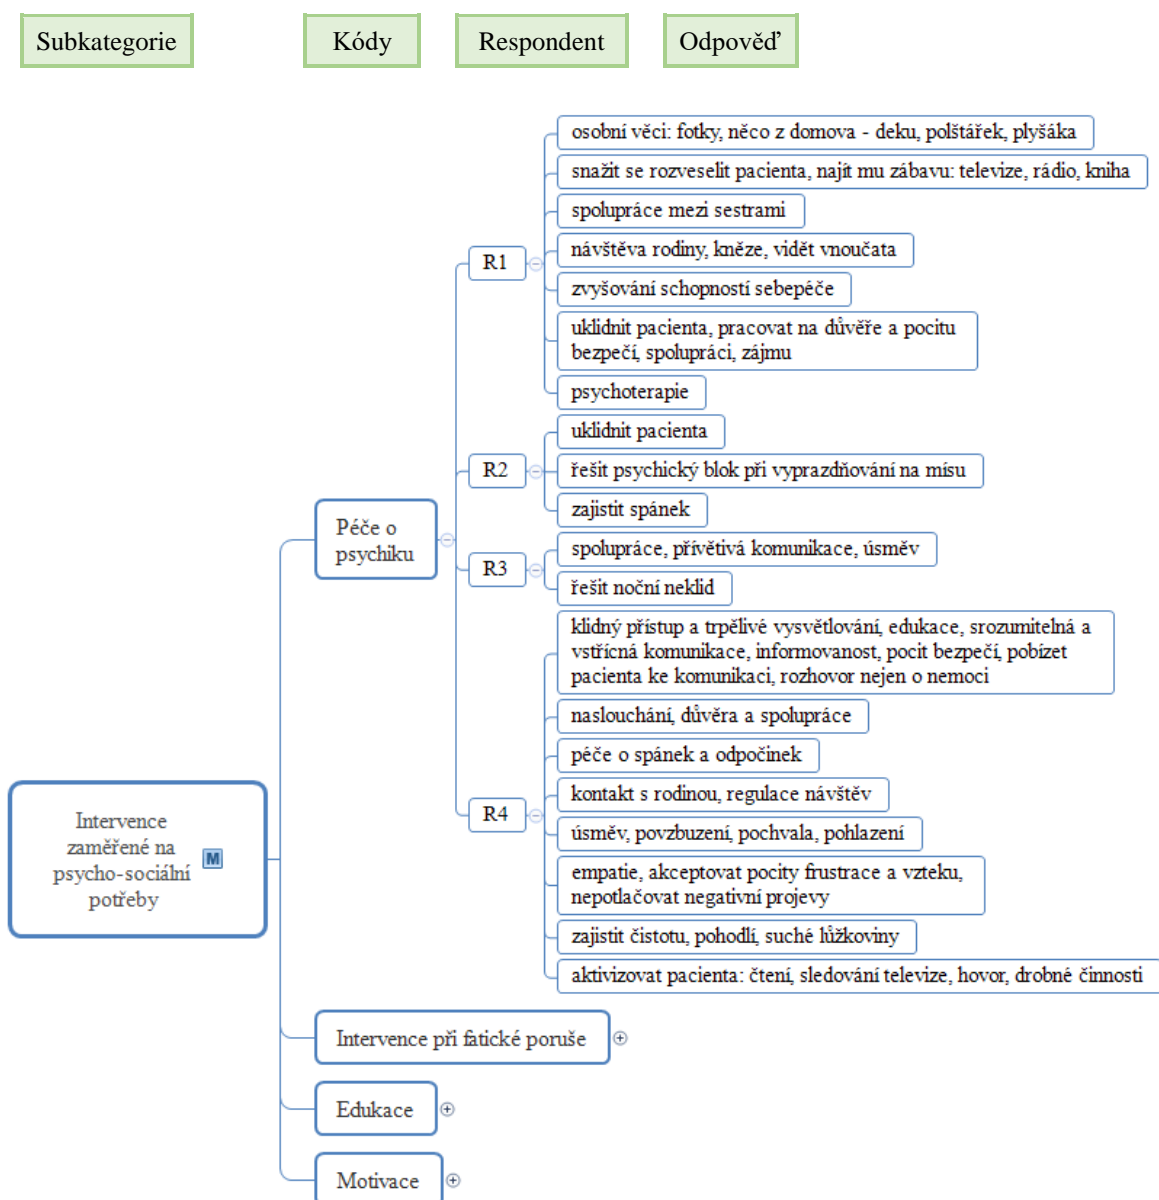 Subkategorie
Kódy
Respondent
Odpověď
osobní věci: fotky, něco z domova - deku, polštářek, plyšáka
snažit se rozveselit pacienta, najít mu zábavu: televize, rádio, kniha
spolupráce mezi sestrami
návštěva rodiny, kněze, vidět vnoučata
R1
zvyšování schopností sebepéče
uklidnit pacienta, pracovat na důvěře a pocitu
bezpečí, spolupráci, zájmu
psychoterapie
uklidnit pacienta
R2
řešit psychický blok při vyprazdňování na mísu
zajistit spánek
Péče o
psychiku
spolupráce, přívětivá komunikace, úsměv
R3
řešit noční neklid
klidný přístup a trpělivé vysvětlování, edukace, srozumitelná a
vstřícná komunikace, informovanost, pocit bezpečí, pobízet
pacienta ke komunikaci, rozhovor nejen o nemoci
naslouchání, důvěra a spolupráce
péče o spánek a odpočinek
kontakt s rodinou, regulace návštěv
R4
úsměv, povzbuzení, pochvala, pohlazení
empatie, akceptovat pocity frustrace a vzteku,
nepotlačovat negativní projevy
zajistit čistotu, pohodlí, suché lůžkoviny
aktivizovat pacienta: čtení, sledování televize, hovor, drobné činnosti
Intervence
zaměřené na
psycho-sociální
potřeby
M
Intervence při fatické poruše
Edukace
Motivace